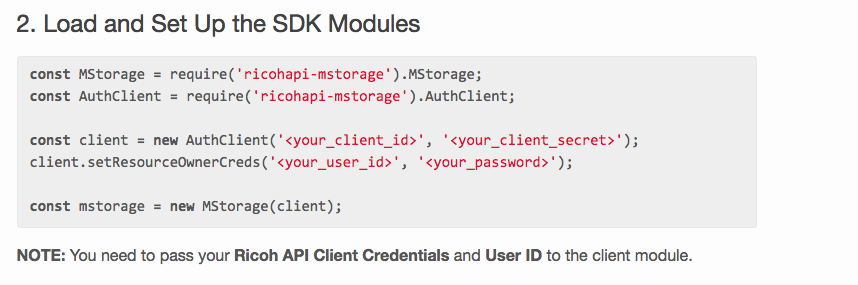 2. Load and Set Up the SDK Modules
const MStorage = require('ricohapi-mstorage').MStorage;
const AuthClient = require('ricohapi-mstorage').AuthClient;
const client = new AuthClient('<your_client_id>', '<your_client_secret>');
client.setResourceOwnerCreds('<your_user_id>', '<your_password>');
const mstorage = new MStorage(client);
NOTE: You need to pass your Ricoh API Client Credentials and User ID to the client module.